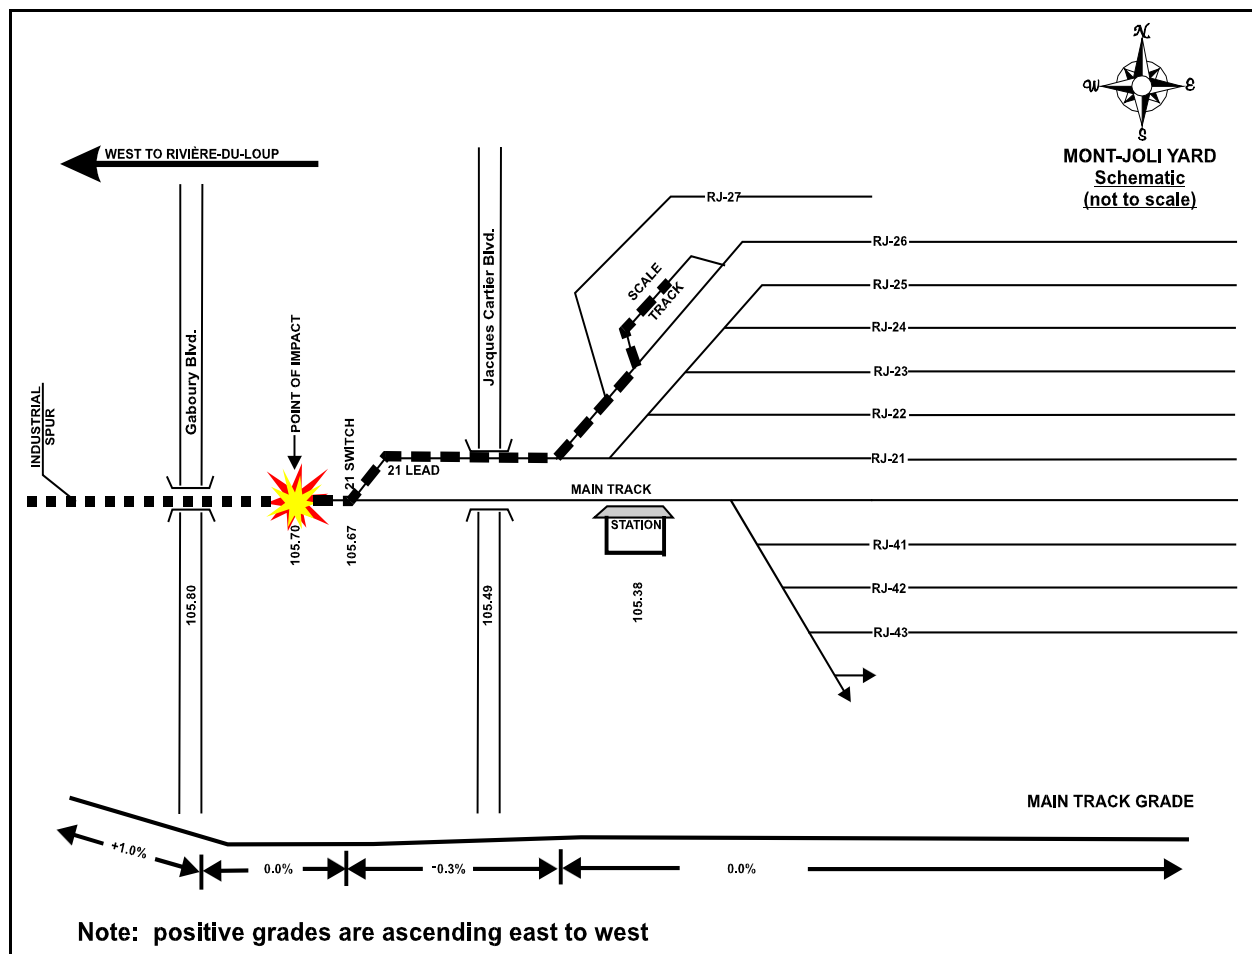 N
W
E
S
MONT-JOLI YARD
Schematic
(not to scale)
WEST TO RIVIÈRE-DU-LOUP
RJ-27
RJ-26
SCALE
TRACK
RJ-25
RJ-24
RJ-23
RJ-22
RJ-21
Gaboury Blvd.
Jacques Cartier Blvd.
POINT OF IMPACT
INDUSTRIAL
SPUR
21 SWITCH
21 LEAD
MAIN TRACK
STATION
105.70
105.67
105.80
105.49
105.38
RJ-41
RJ-42
RJ-43
MAIN TRACK GRADE
+1.0%
0.0%
-0.3%
0.0%
Note: positive grades are ascending east to west